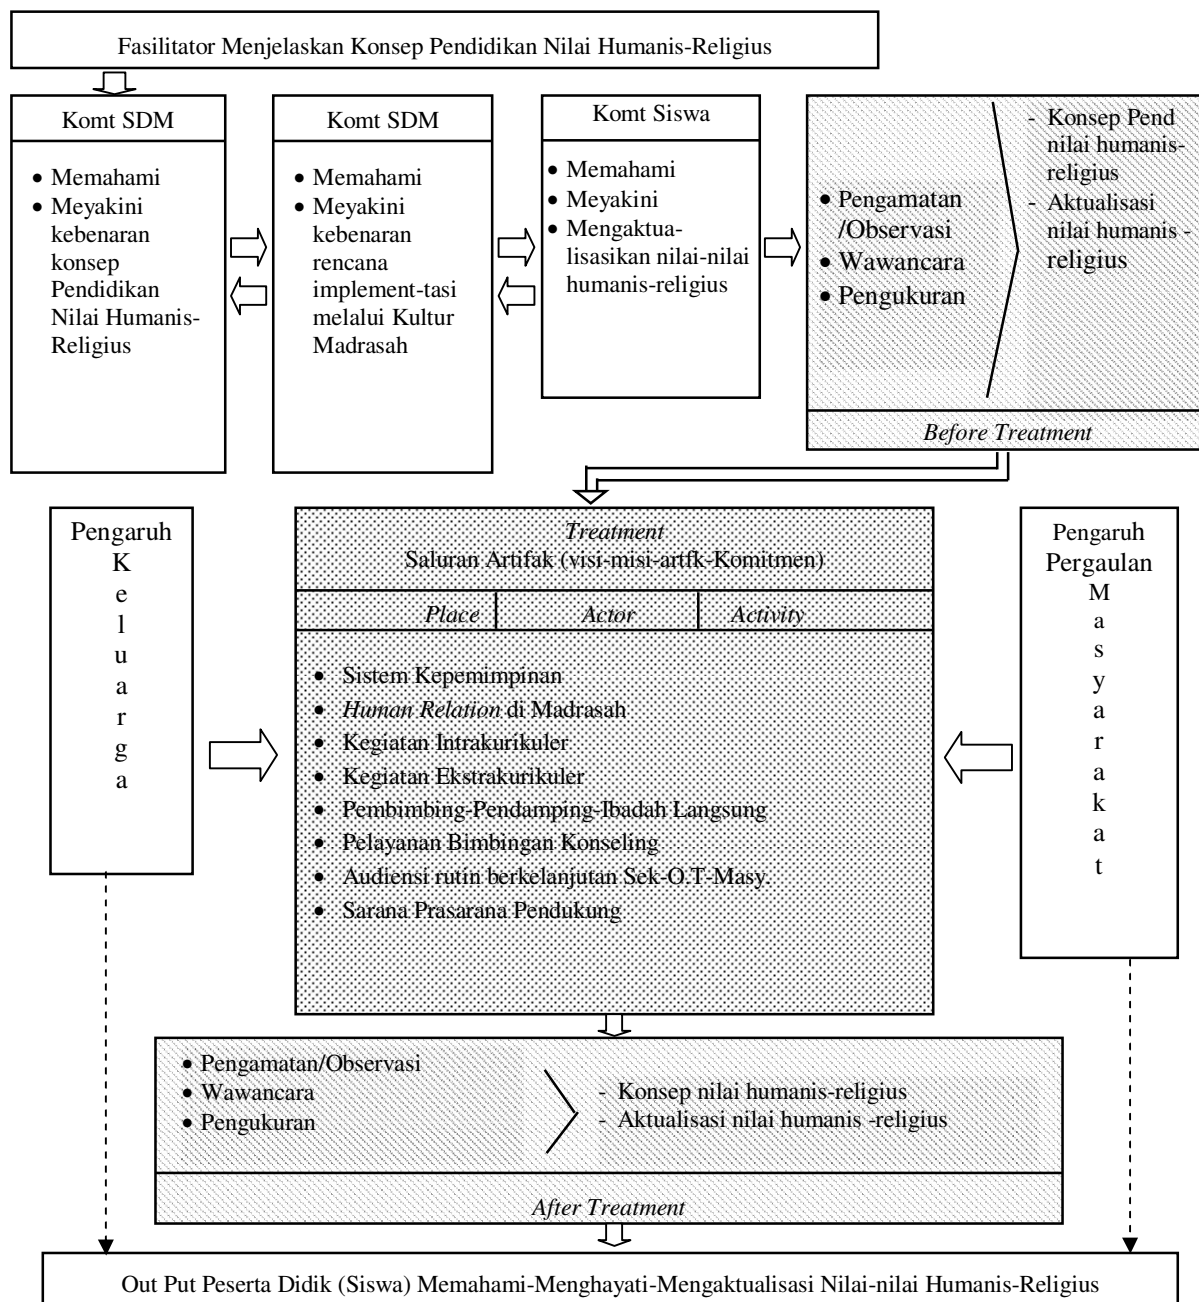 Fasilitator Menjelaskan Konsep Pendidikan Nilai Humanis-Religius
Komt SDM
• Memahami
• Meyakini
kebenaran
konsep
Pendidikan
Nilai Humanis-
Religius
Komt SDM
• Memahami
• Meyakini
kebenaran
rencana
implement-tasi
melalui Kultur
Madrasah
Komt Siswa
• Memahami
• Meyakini
• Mengaktua-
lisasikan nilai-nilai
humanis-religius
• Pengamatan
/Observasi
• Wawancara
• Pengukuran
- Konsep Pend
nilai humanis-
religius
- Aktualisasi
nilai humanis -
religius
Before Treatment
Pengaruh
K
e
l
u
a
r
g
a
Treatment
Saluran Artifak (visi-misi-artfk-Komitmen)
Place Actor Activity
• Sistem Kepemimpinan
• Human Relation di Madrasah
• Kegiatan Intrakurikuler
• Kegiatan Ekstrakurikuler
• Pembimbing-Pendamping-Ibadah Langsung
• Pelayanan Bimbingan Konseling
• Audiensi rutin berkelanjutan Sek-O.T-Masy.
• Sarana Prasarana Pendukung
Pengaruh
Pergaulan
M
a
s
y
a
r
a
k
a
t
• Pengamatan/Observasi
• Wawancara
• Pengukuran
- Konsep nilai humanis-religius
- Aktualisasi nilai humanis -religius
After Treatment
Out Put Peserta Didik (Siswa) Memahami-Menghayati-Mengaktualisasi Nilai-nilai Humanis-Religius